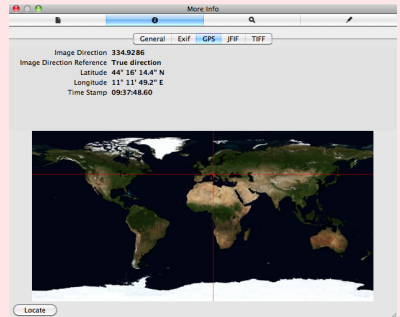 More Info
General Exif GPS JFIF TIFF
Image Direction 334.9286
Image Direction Reference True direction
Latitude 44° 16' 14.4" N
Longitude 11° 11' 49.2" E
Time Stamp 09:37:48.60
Locate